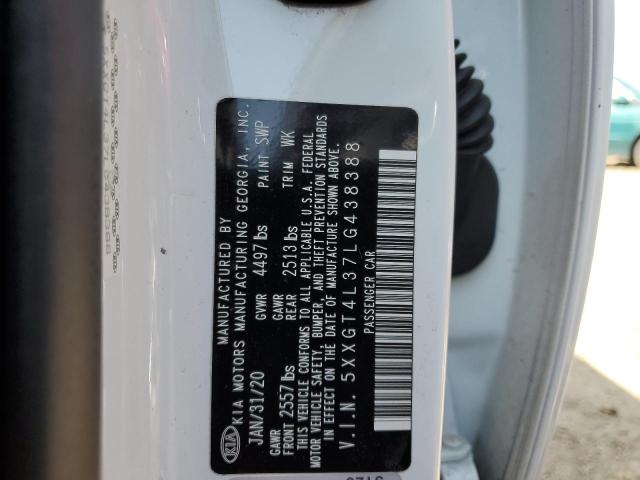 KIA
MANUFACTURED BY
KIA MOTORS MANUFACTURING GEORGIA, INC.
JAN/31/20 GVWR 4497 lbs PAINT SWP
GAWR FRONT 2557 lbs GAWR REAR 2513 lbs TRIM WK
THIS VEHICLE CONFORMS TO ALL APPLICABLE U.S.A. FEDERAL
MOTOR VEHICLE SAFETY, BUMPER, AND THEFT PREVENTION STANDARDS
IN EFFECT ON THE DATE OF MANUFACTURE SHOWN ABOVE.
V.I.N. 5XXGT4L37LG438388
PASSENGER CAR